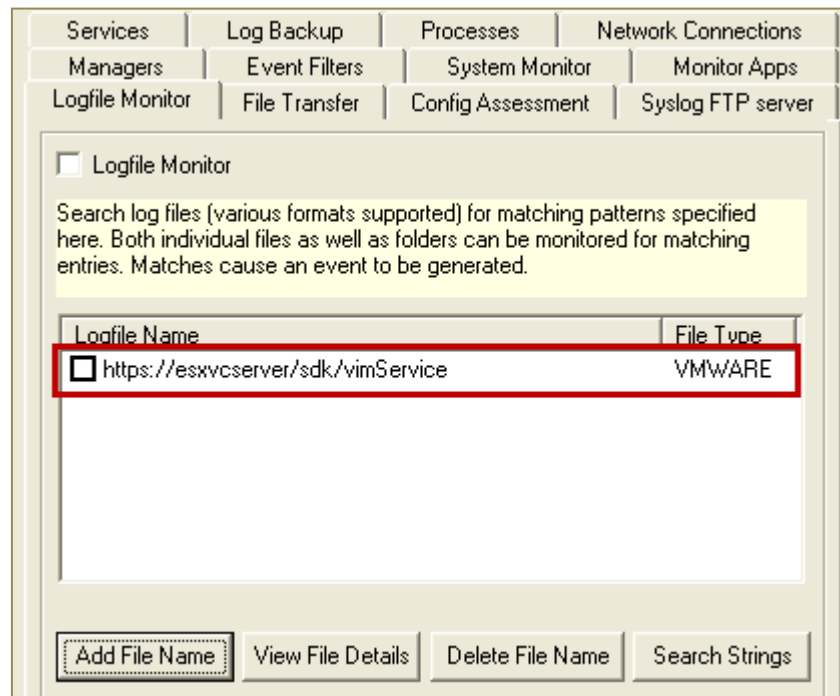 Services Log Backup Processes Network Connections
Managers Event Filters System Monitor Monitor Apps
Logfile Monitor File Transfer Config Assessment Syslog FTP server
Logfile Monitor
Search log files (various formats supported) for matching patterns specified
here. Both individual files as well as folders can be monitored for matching
entries. Matches cause an event to be generated.
Logfile Name File Type
https://esxvcserver/sdk/vimService VMWARE
Add File Name View File Details Delete File Name Search Strings